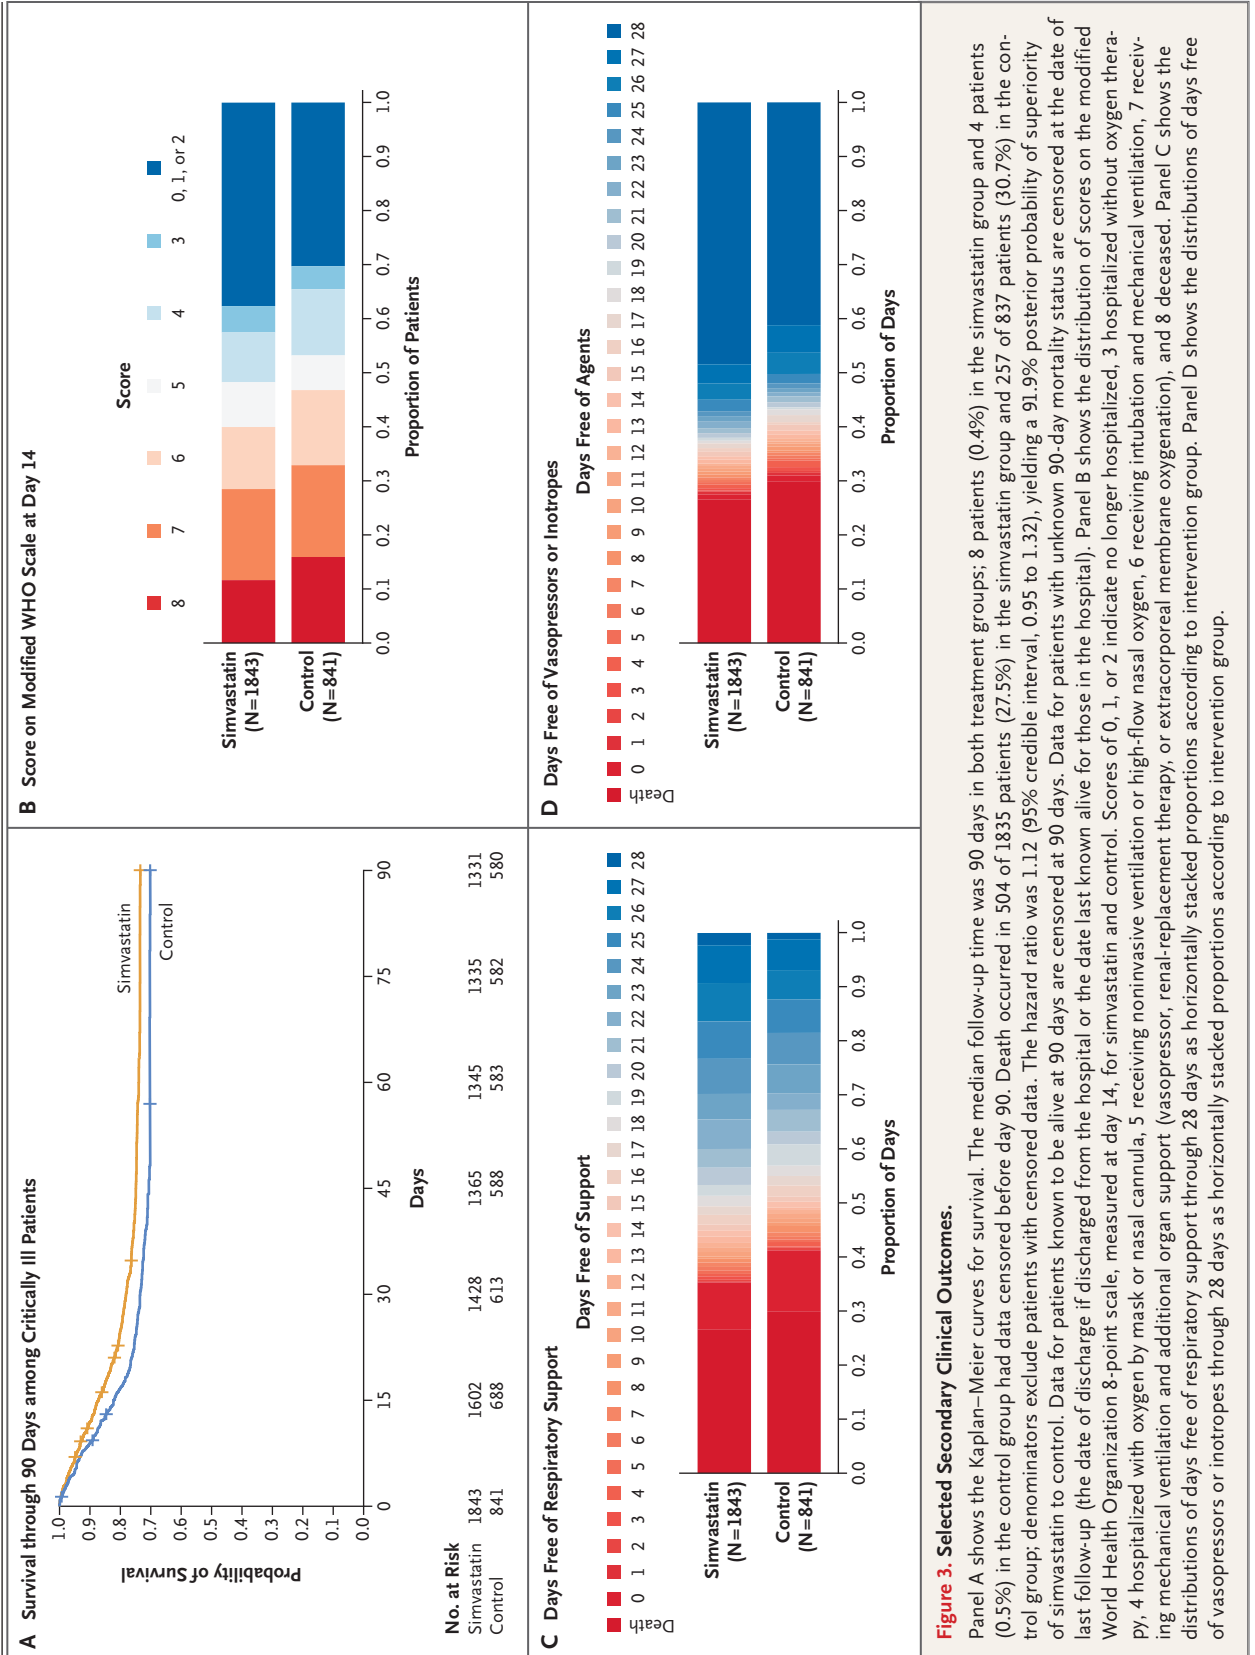 A Survival through 90 Days among Critically Ill Patients
Probability of Survival
1.0
0.9
0.8
0.7
0.6
0.5
0.4
0.3
0.2
0.1
0.0
0 15 30 45 60 75 90
Days
Simvastatin
Control
No. at Risk
Simvastatin 1843 1602 1428 1365 1345 1335 1331
Control 841 688 613 588 583 582 580
B Score on Modified WHO Scale at Day 14
Score
8 7 6 5 4 3 0, 1, or 2
Simvastatin
(N=1843)
Control
(N=841)
0.0 0.1 0.2 0.3 0.4 0.5 0.6 0.7 0.8 0.9 1.0
Proportion of Patients
C Days Free of Respiratory Support
Days Free of Support
Death 0 1 2 3 4 5 6 7 8 9 10 11 12 13 14 15 16 17 18 19 20 21 22 23 24 25 26 27 28
Simvastatin
(N=1843)
Control
(N=841)
0.0 0.1 0.2 0.3 0.4 0.5 0.6 0.7 0.8 0.9 1.0
Proportion of Days
D Days Free of Vasopressors or Inotropes
Days Free of Agents
Death 0 1 2 3 4 5 6 7 8 9 10 11 12 13 14 15 16 17 18 19 20 21 22 23 24 25 26 27 28
Simvastatin
(N=1843)
Control
(N=841)
0.0 0.1 0.2 0.3 0.4 0.5 0.6 0.7 0.8 0.9 1.0
Proportion of Days
Figure 3. Selected Secondary Clinical Outcomes.
Panel A shows the Kaplan–Meier curves for survival. The median follow-up time was 90 days in both treatment groups; 8 patients (0.4%) in the simvastatin group and 4 patients
(0.5%) in the control group had data censored before day 90. Death occurred in 504 of 1835 patients (27.5%) in the simvastatin group and 257 of 837 patients (30.7%) in the con-
trol group; denominators exclude patients with censored data. The hazard ratio was 1.12 (95% credible interval, 0.95 to 1.32), yielding a 91.9% posterior probability of superiority
of simvastatin to control. Data for patients known to be alive at 90 days are censored at 90 days. Data for patients with unknown 90-day mortality status are censored at the date of
last follow-up (the date of discharge if discharged from the hospital or the date last known alive for those in the hospital). Panel B shows the distribution of scores on the modified
World Health Organization 8-point scale, measured at day 14, for simvastatin and control. Scores of 0, 1, or 2 indicate no longer hospitalized, 3 hospitalized without oxygen thera-
py, 4 hospitalized with oxygen by mask or nasal cannula, 5 receiving noninvasive ventilation or high-flow nasal oxygen, 6 receiving intubation and mechanical ventilation, 7 receiv-
ing mechanical ventilation and additional organ support (vasopressor, renal-replacement therapy, or extracorporeal membrane oxygenation), and 8 deceased. Panel C shows the
distributions of days free of respiratory support through 28 days as horizontally stacked proportions according to intervention group. Panel D shows the distributions of days free
of vasopressors or inotropes through 28 days as horizontally stacked proportions according to intervention group.